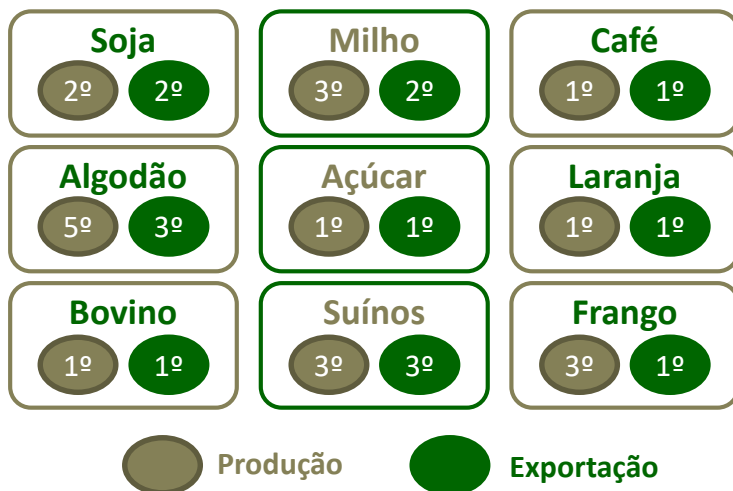 Soja
2º 2º
Milho
3º 2º
Café
1º 1º
Algodão
5º 3º
Açúcar
1º 1º
Laranja
1º 1º
Bovino
1º 1º
Suínos
3º 3º
Frango
3º 1º
Produção
Exportação